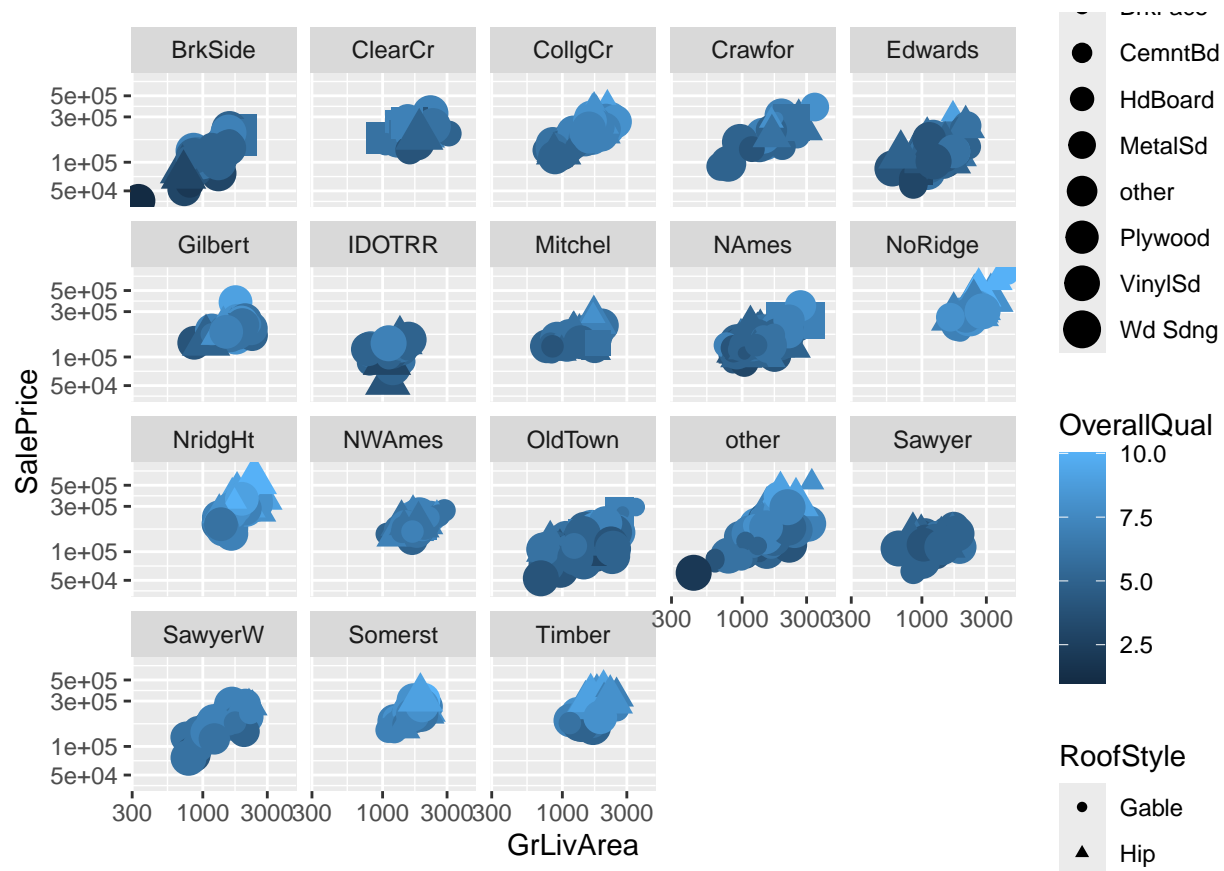 BrkSide ClearCr CollgCr Crawfor Edwards
5e+05
3e+05
1e+05
5e+04
Gilbert IDOTRR Mitchel NAmes NoRidge
5e+05
3e+05
1e+05
5e+04
NridgHt NWAmes OldTown other Sawyer
5e+05
3e+05
1e+05
5e+04
300 1000 3000 300 1000 3000
SawyerW Somerst Timber
5e+05
3e+05
1e+05
5e+04
300 1000 3000 300 1000 3000 300 1000 3000
GrLivArea
SalePrice
CemntBd
HdBoard
MetalSd
other
Plywood
VinylSd
Wd Sdng
OverallQual
10.0
7.5
5.0
2.5
RoofStyle
Gable
Hip